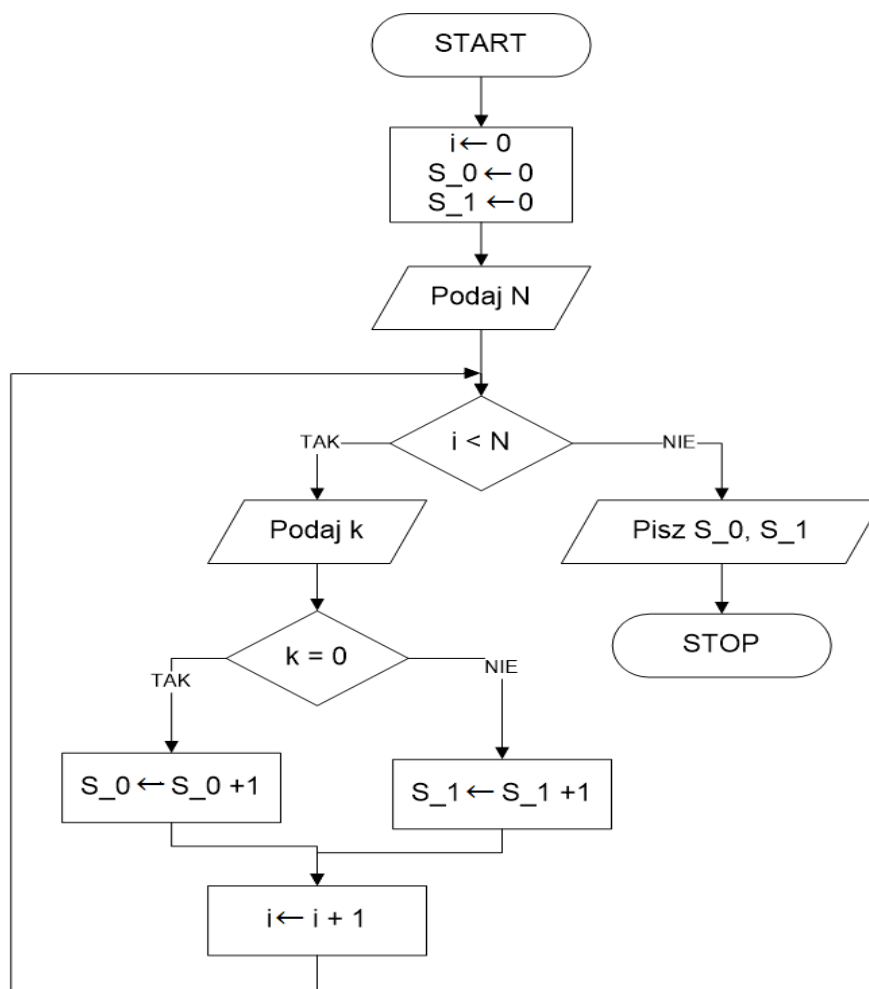 START
i ← 0
S_0 ← 0
S_1 ← 0
Podaj N
i < N
TAK
NIE
Podaj k
Pisz S_0, S_1
k = 0
STOP
TAK
NIE
S_0 ← S_0 +1
S_1 ← S_1 +1
i ← i + 1